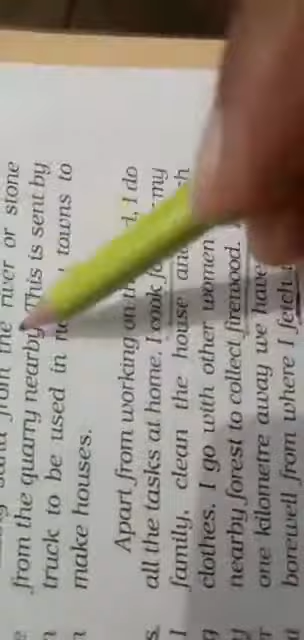 sand from the river or stone
from the quarry nearby. This is sent by
truck to be used in towns to
make houses.
Apart from working on , I do
all the tasks at home. I cook my
family, clean the house and
clothes. I go with other women
nearby forest to collect firewood.
one kilometre away we have
borewell from where I fetch